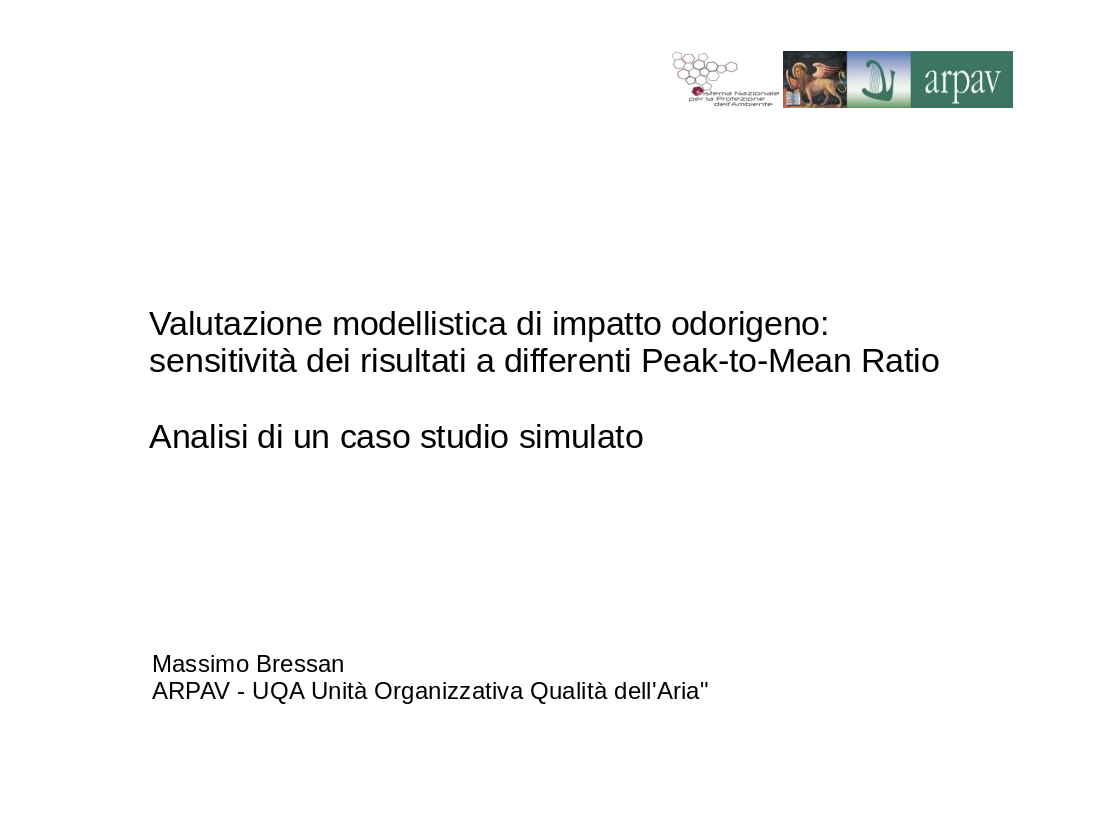 Sistema Nazionale
per la Protezione
dell'Ambiente
arpav
Valutazione modellistica di impatto odorigeno:
sensitività dei risultati a differenti Peak-to-Mean Ratio
Analisi di un caso studio simulato
Massimo Bressan
ARPAV - UQA Unità Organizzativa Qualità dell'Aria"